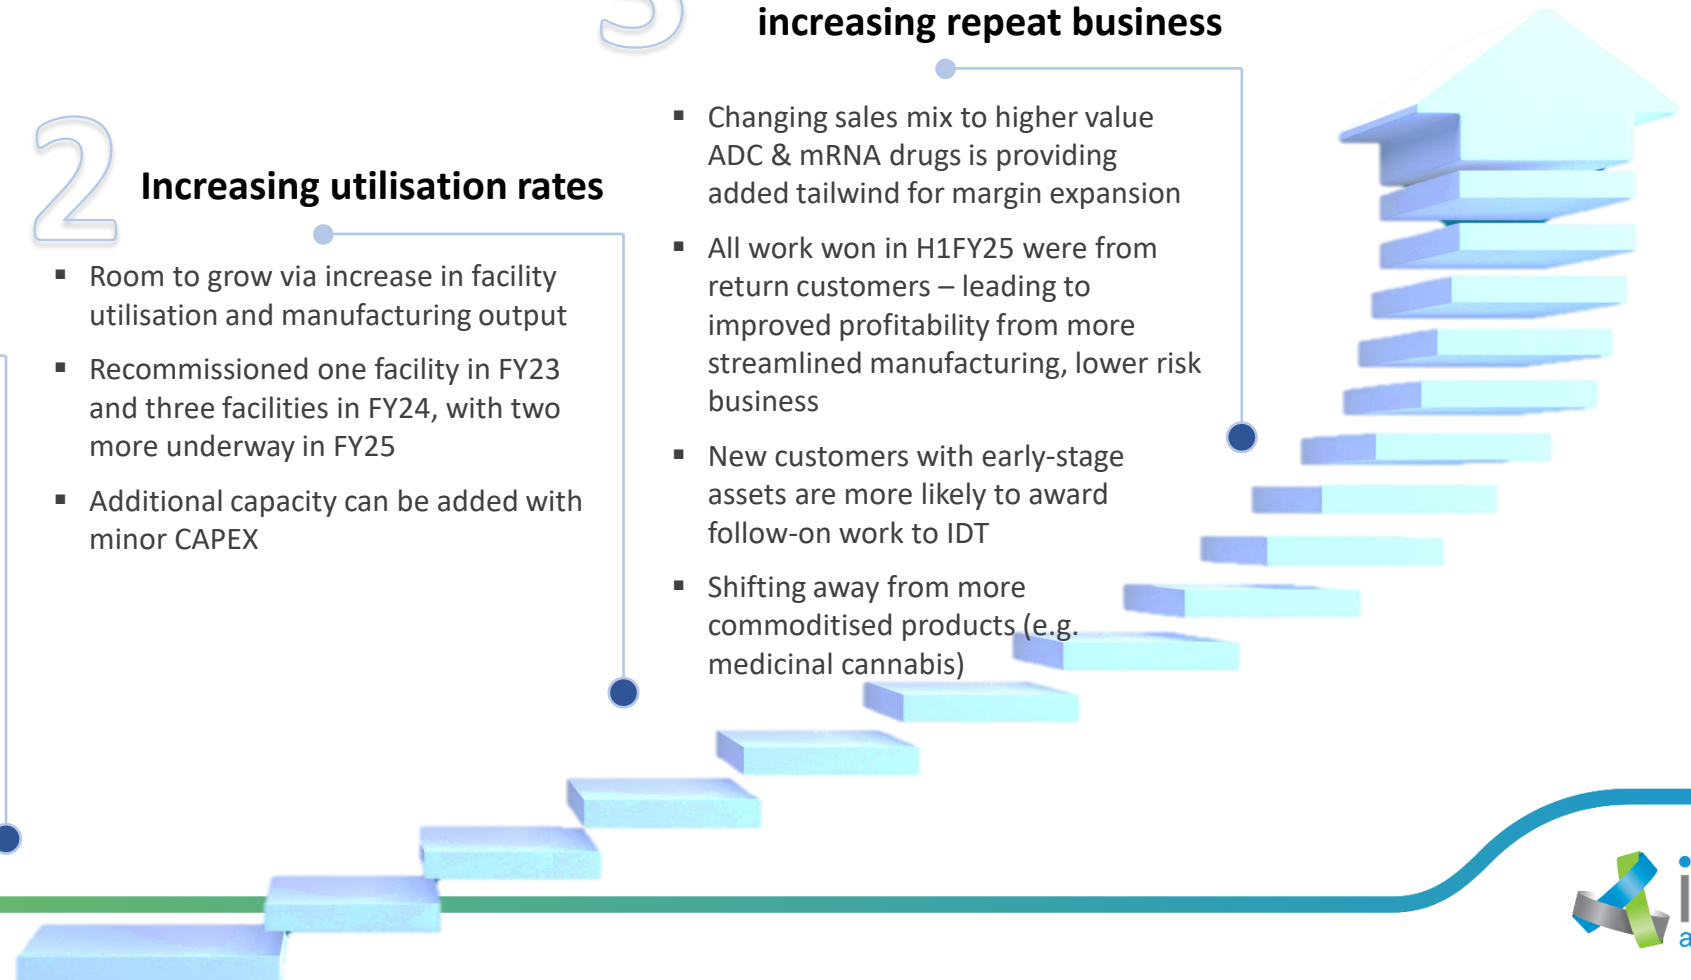 2
Increasing utilisation rates
▪ Room to grow via increase in facility
utilisation and manufacturing output
▪ Recommissioned one facility in FY23
and three facilities in FY24, with two
more underway in FY25
▪ Additional capacity can be added with
minor CAPEX
increasing repeat business
▪ Changing sales mix to higher value
ADC & mRNA drugs is providing
added tailwind for margin expansion
▪ All work won in H1FY25 were from
return customers – leading to
improved profitability from more
streamlined manufacturing, lower risk
business
▪ New customers with early-stage
assets are more likely to award
follow-on work to IDT
▪ Shifting away from more
commoditised products (e.g.
medicinal cannabis)